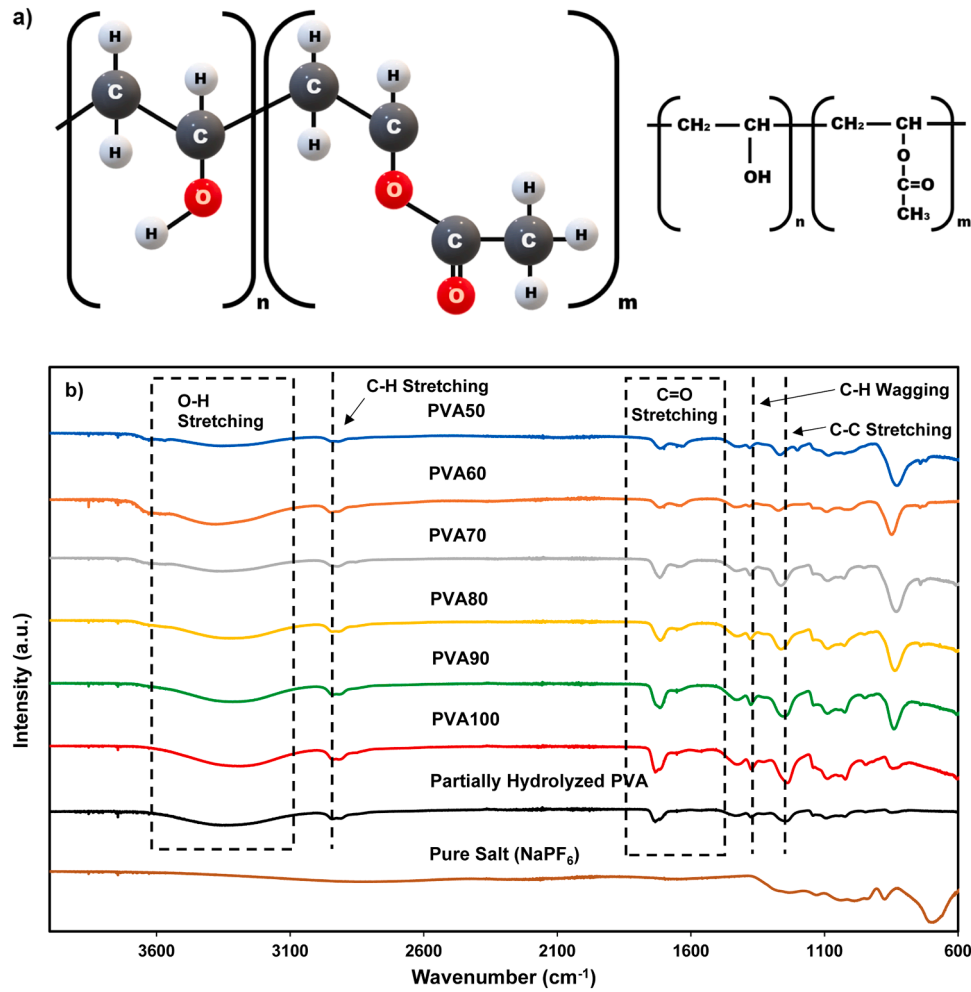 a)
H
H
C
H
C
H
O
H
n
H
C
H
H
C
O
C
O
H
C
H
H
m
CH₂
CH
OH
n
CH₂
CH
O
C=O
CH₃
m
b)
O-H
Stretching
C-H Stretching
C=O
Stretching
C-H Wagging
C-C Stretching
PVA50
PVA60
PVA70
PVA80
PVA90
PVA100
Partially Hydrolyzed PVA
Pure Salt (NaPF₆)
Intensity (a.u.)
3600 3100 2600 2100 1600 1100 600
Wavenumber (cm⁻¹)